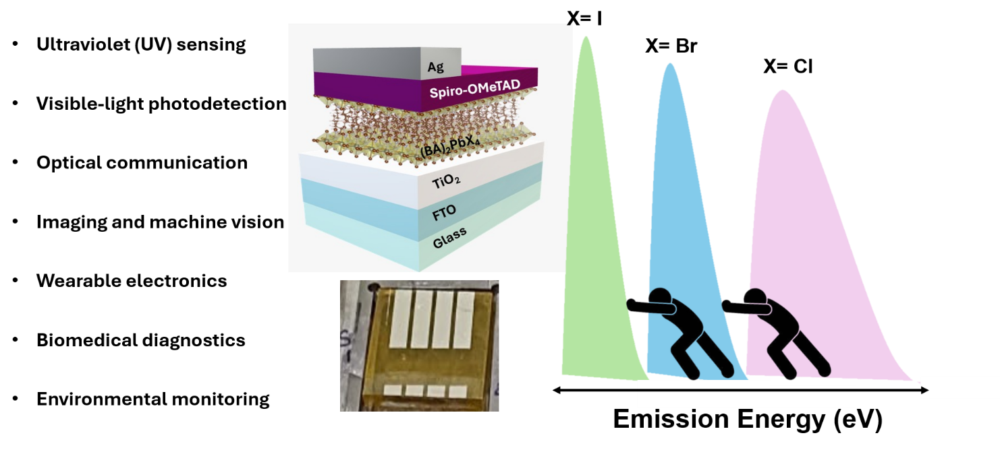 • Ultraviolet (UV) sensing
• Visible-light photodetection
• Optical communication
• Imaging and machine vision
• Wearable electronics
• Biomedical diagnostics
• Environmental monitoring
Ag
Spiro-OMeTAD
(BA)₂PbX₄
TiO₂
FTO
Glass
X= I
X= Br
X= Cl
Emission Energy (eV)